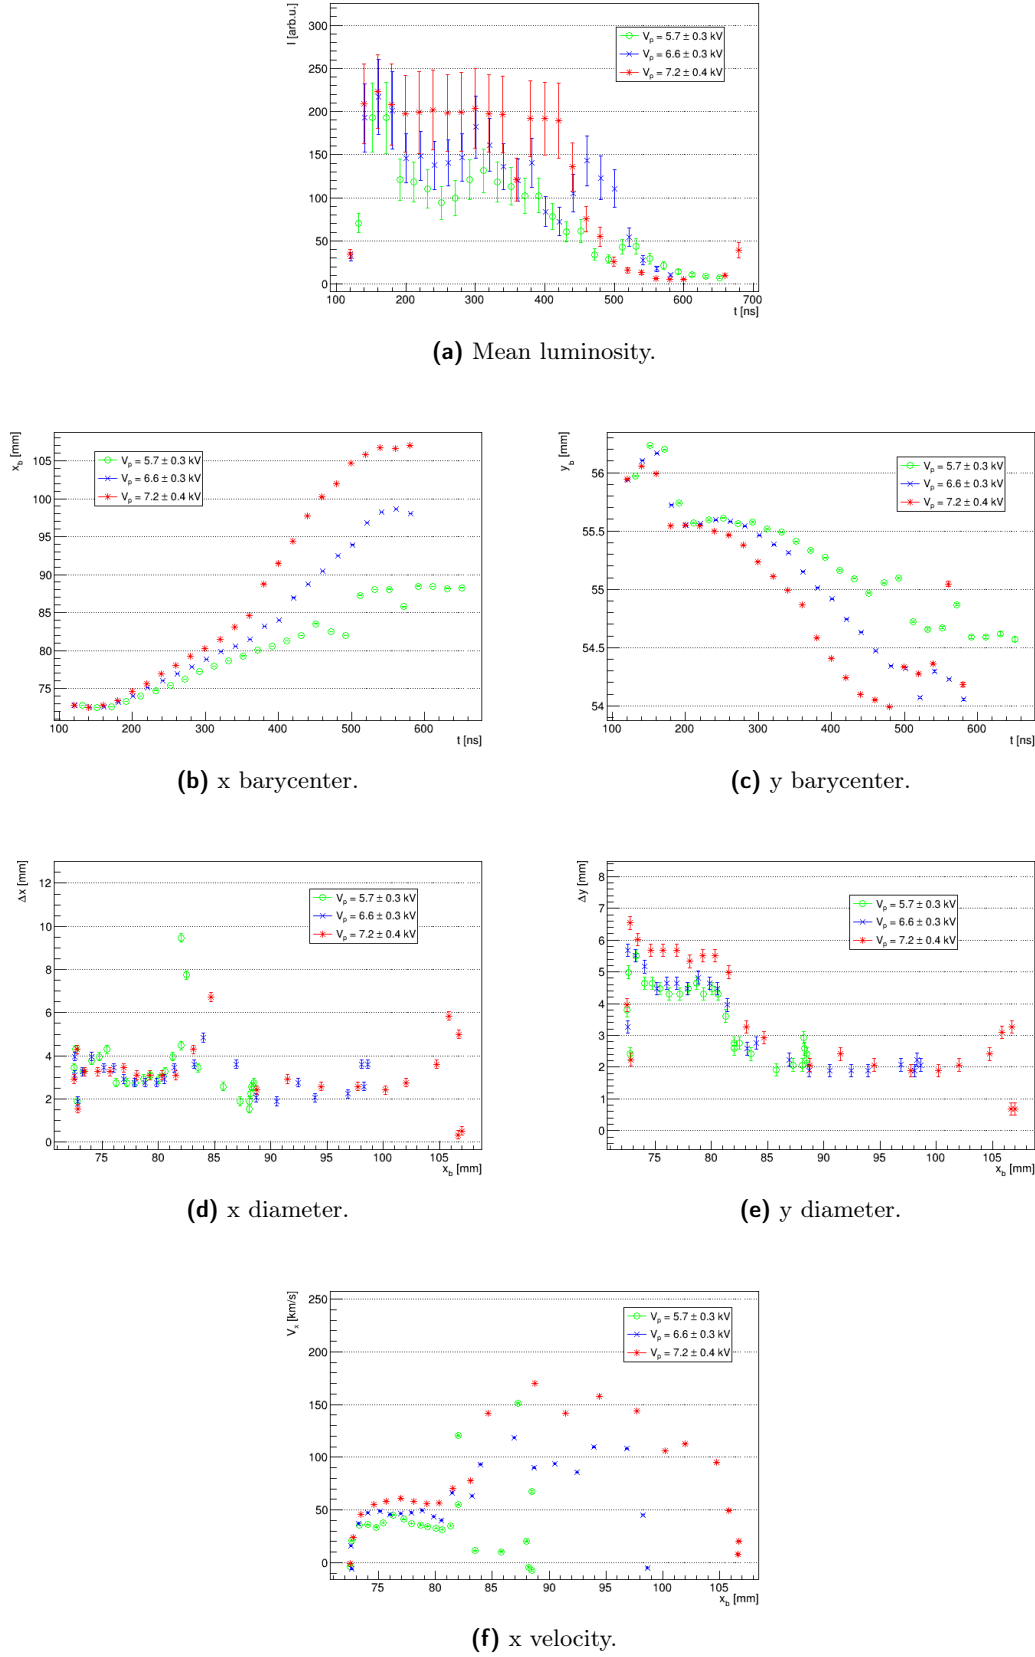 I [arb.u.]
300
250
200
150
100
50
0
V_p = 5.7 ± 0.3 kV
V_p = 6.6 ± 0.3 kV
V_p = 7.2 ± 0.4 kV
100 200 300 400 500 600 700
t [ns]
(a) Mean luminosity.
x_b [mm]
105
100
95
90
85
80
75
V_p = 5.7 ± 0.3 kV
V_p = 6.6 ± 0.3 kV
V_p = 7.2 ± 0.4 kV
100 200 300 400 500 600
t [ns]
(b) x barycenter.
y_b [mm]
56
55.5
55
54.5
54
V_p = 5.7 ± 0.3 kV
V_p = 6.6 ± 0.3 kV
V_p = 7.2 ± 0.4 kV
100 200 300 400 500 600
t [ns]
(c) y barycenter.
Δx [mm]
12
10
8
6
4
2
0
V_p = 5.7 ± 0.3 kV
V_p = 6.6 ± 0.3 kV
V_p = 7.2 ± 0.4 kV
75 80 85 90 95 100 105
x_b [mm]
(d) x diameter.
Δy [mm]
8
7
6
5
4
3
2
1
0
V_p = 5.7 ± 0.3 kV
V_p = 6.6 ± 0.3 kV
V_p = 7.2 ± 0.4 kV
75 80 85 90 95 100 105
x_b [mm]
(e) y diameter.
V_x [km/s]
250
200
150
100
50
0
V_p = 5.7 ± 0.3 kV
V_p = 6.6 ± 0.3 kV
V_p = 7.2 ± 0.4 kV
75 80 85 90 95 100 105
x_b [mm]
(f) x velocity.